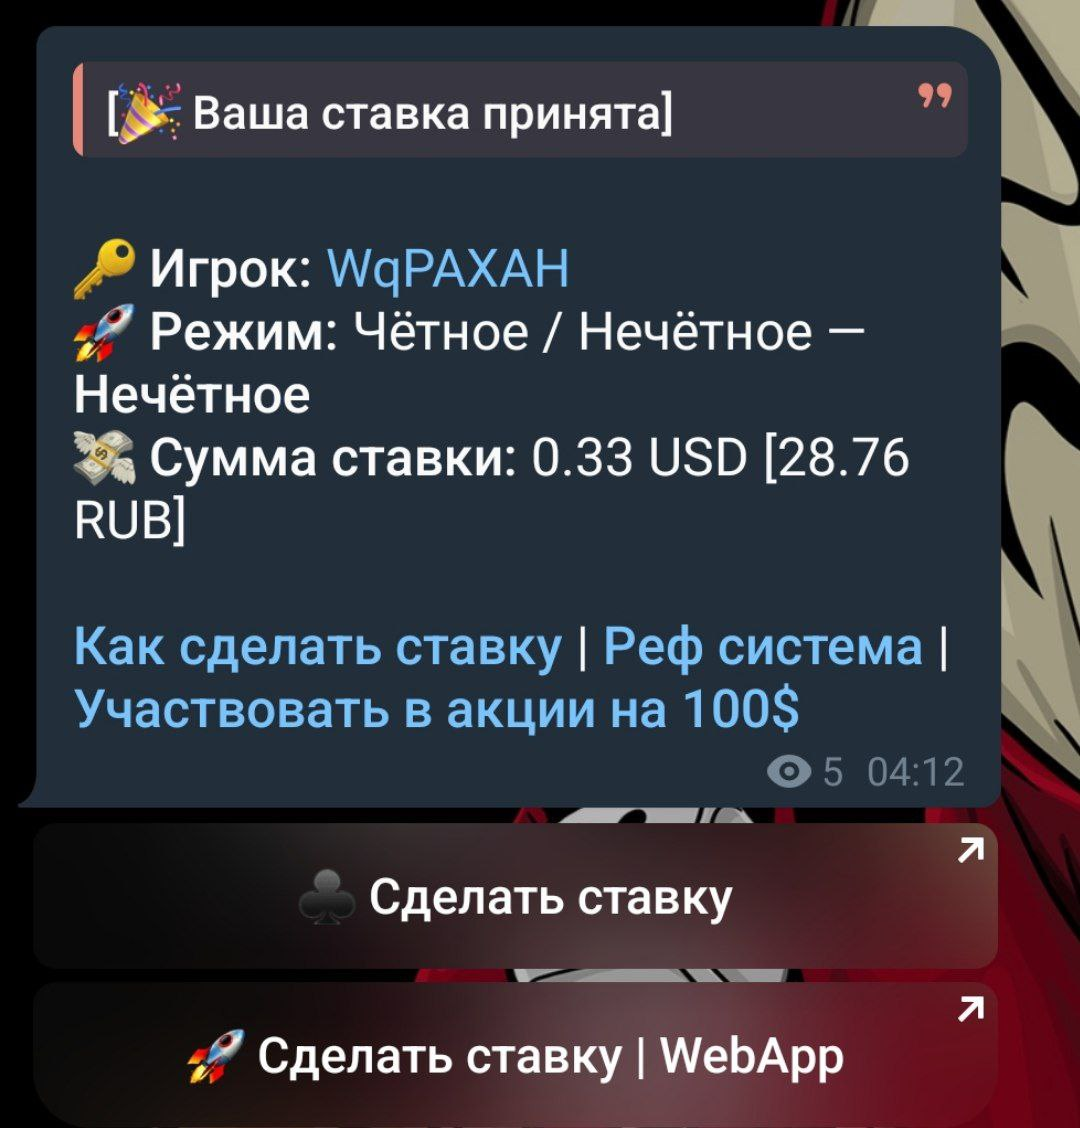 [🎉 Ваша ставка принята]
🔑 Игрок: WqPAXAH
🚀 Режим: Чётное / Нечётное —
Нечётное
💸 Сумма ставки: 0.33 USD [28.76
RUB]
Как сделать ставку | Реф система |
Участвовать в акции на 100$
5 04:12
♣️ Сделать ставку
🚀 Сделать ставку | WebApp